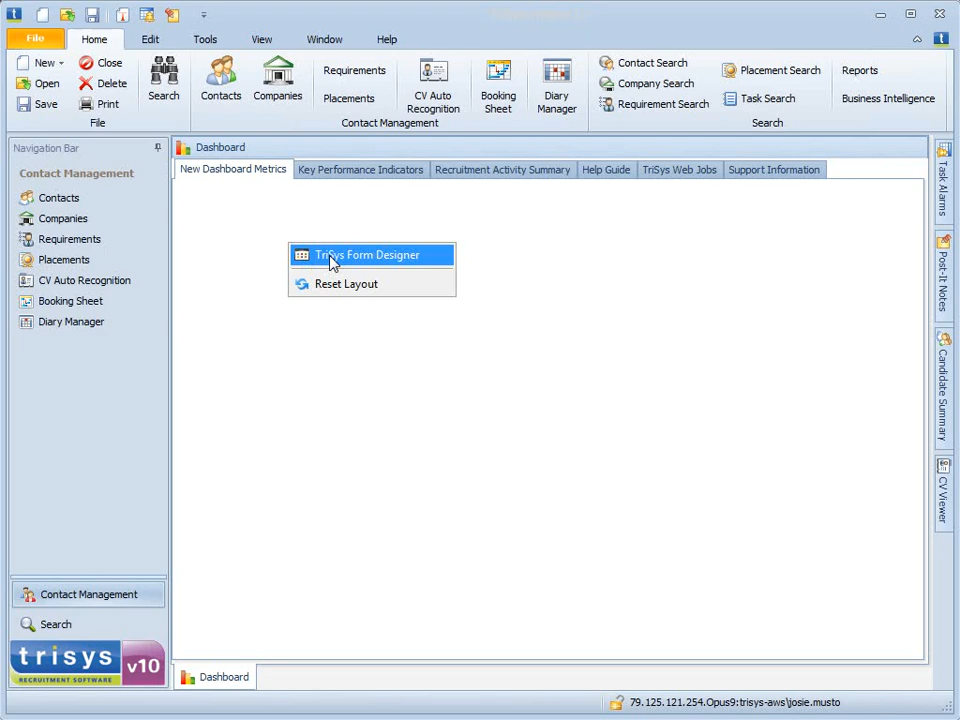 File
Home
Edit
Tools
View
Window
Help
New
Close
Open
Delete
Save
Print
File
Search
Contacts
Companies
Requirements
Placements
CV Auto
Recognition
Booking
Sheet
Diary
Manager
Contact Management
Contact Search
Company Search
Requirement Search
Placement Search
Task Search
Search
Reports
Business Intelligence
Navigation Bar
Contact Management
Contacts
Companies
Requirements
Placements
CV Auto Recognition
Booking Sheet
Diary Manager
Contact Management
Search
trisys v10
RECRUITMENT SOFTWARE
Dashboard
New Dashboard Metrics
Key Performance Indicators
Recruitment Activity Summary
Help Guide
TriSys Web Jobs
Support Information
TriSys Form Designer
Reset Layout
Dashboard
Task Alarms
Post-It Notes
Candidate Summary
CV Viewer
79.125.121.254.Opus9:trisys-aws\josie.musto